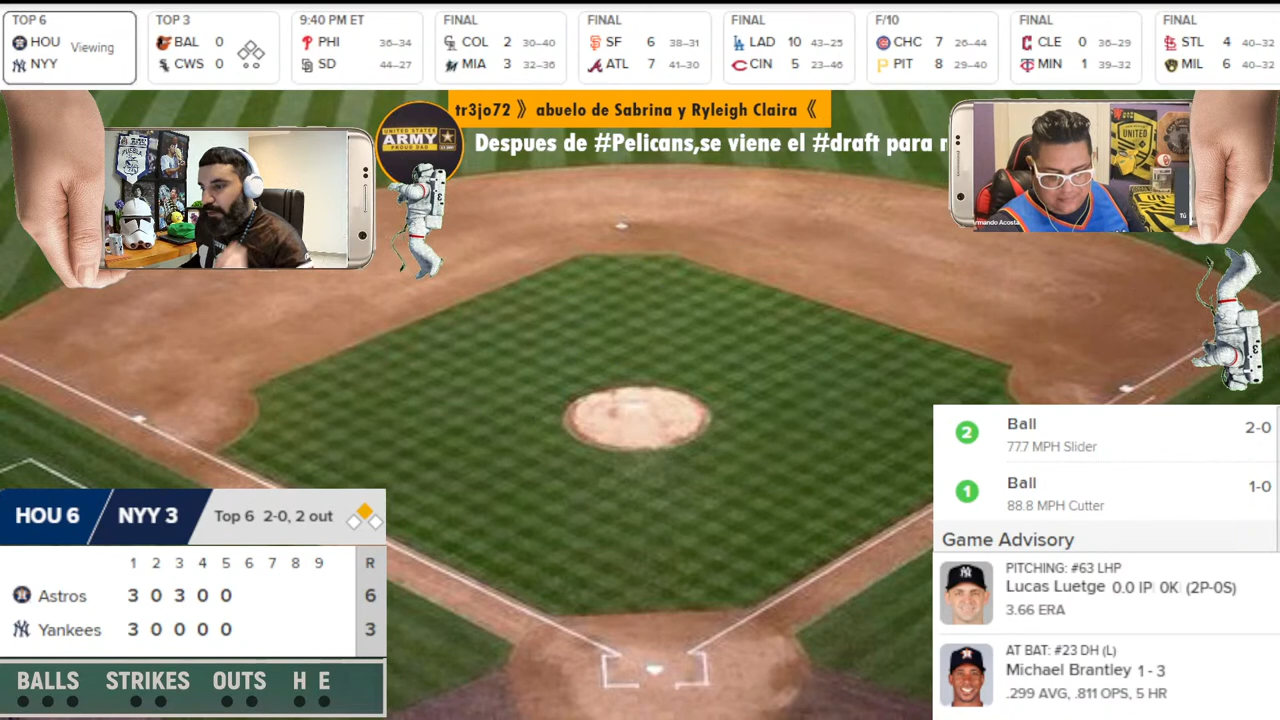 TOP 6
HOU Viewing
NYY
TOP 3
BAL 0
CWS 0
9:40 PM ET
PHI 36-34
SD 44-27
FINAL
COL 2 30-40
MIA 3 32-36
FINAL
SF 6 38-31
ATL 7 41-30
FINAL
LAD 10 43-25
CIN 5 23-46
F/10
CHC 7 26-44
PIT 8 29-40
FINAL
CLE 0 36-29
MIN 1 39-32
FINAL
STL 4 40-32
MIL 6 40-32
tr3jo72 》 abuelo de Sabrina y Ryleigh Claira 《
UNITED STATES
ARMY
PROUD DAD
Despues de #Pelicans,se viene el #draft para
UNITED
rmando Acosta
Tú
2 Ball 2-0
77.7 MPH Slider
1 Ball 1-0
88.8 MPH Cutter
Game Advisory
PITCHING: #63 LHP
Lucas Luetge 0.0 IP 0K (2P-0S)
3.66 ERA
AT BAT: #23 DH (L)
Michael Brantley 1 - 3
.299 AVG, .811 OPS, 5 HR
HOU 6 NYY 3 Top 6 2-0, 2 out
1 2 3 4 5 6 7 8 9 R
Astros 3 0 3 0 0 6
Yankees 3 0 0 0 0 3
BALLS STRIKES OUTS H E